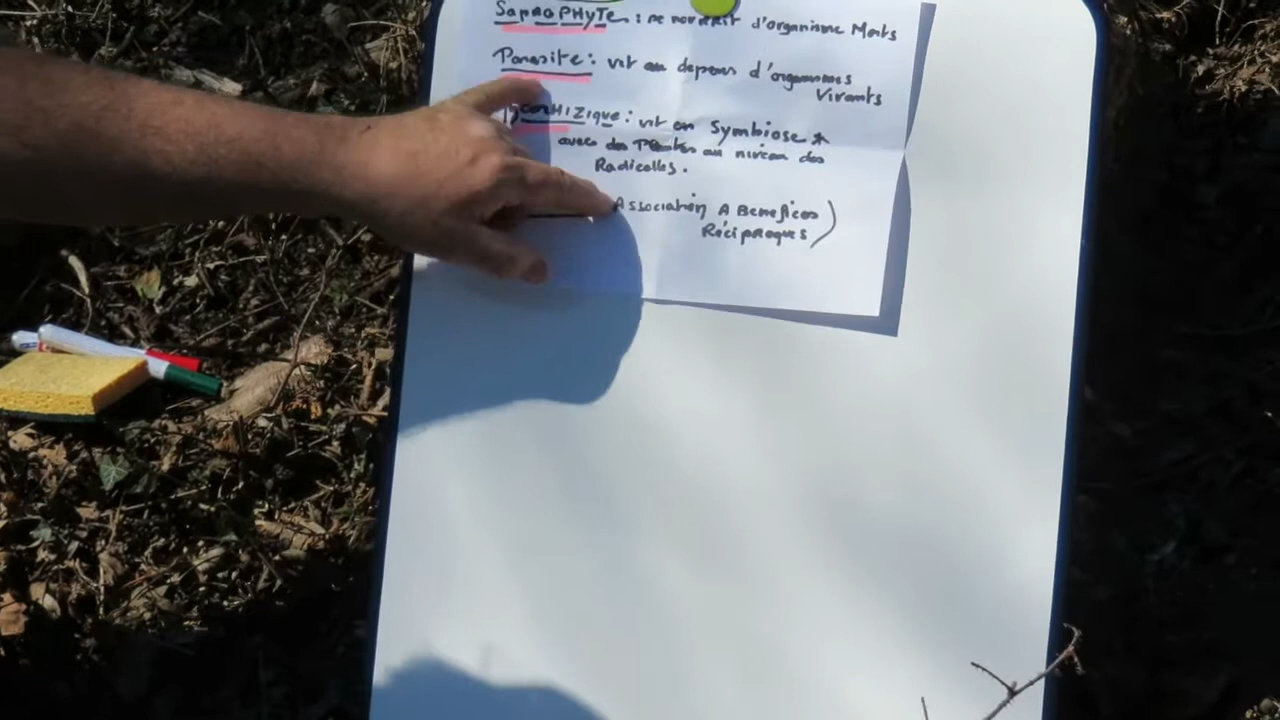 SapROPHyTe : se nourrit d'organisme Morts
Parasite : vit au depens d'organismes
Vivants
ycorHIZique : vit en Symbiose *
avec des Plantes au niveau des
Radicelles.
Association A Benefices )
Réciproques